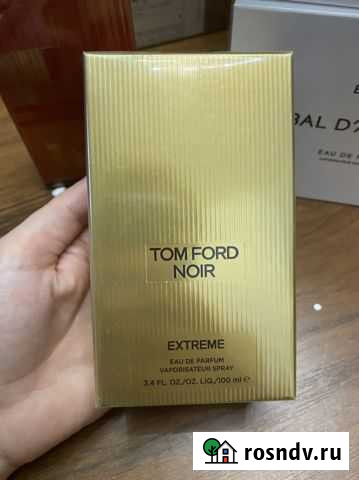 BAL D'
EAU DE
TOM FORD
NOIR
EXTREME
EAU DE PARFUM
VAPORISATEUR SPRAY
3.4 FL. OZ./OZ. LIQ./100 ml ℮
rosndv.ru